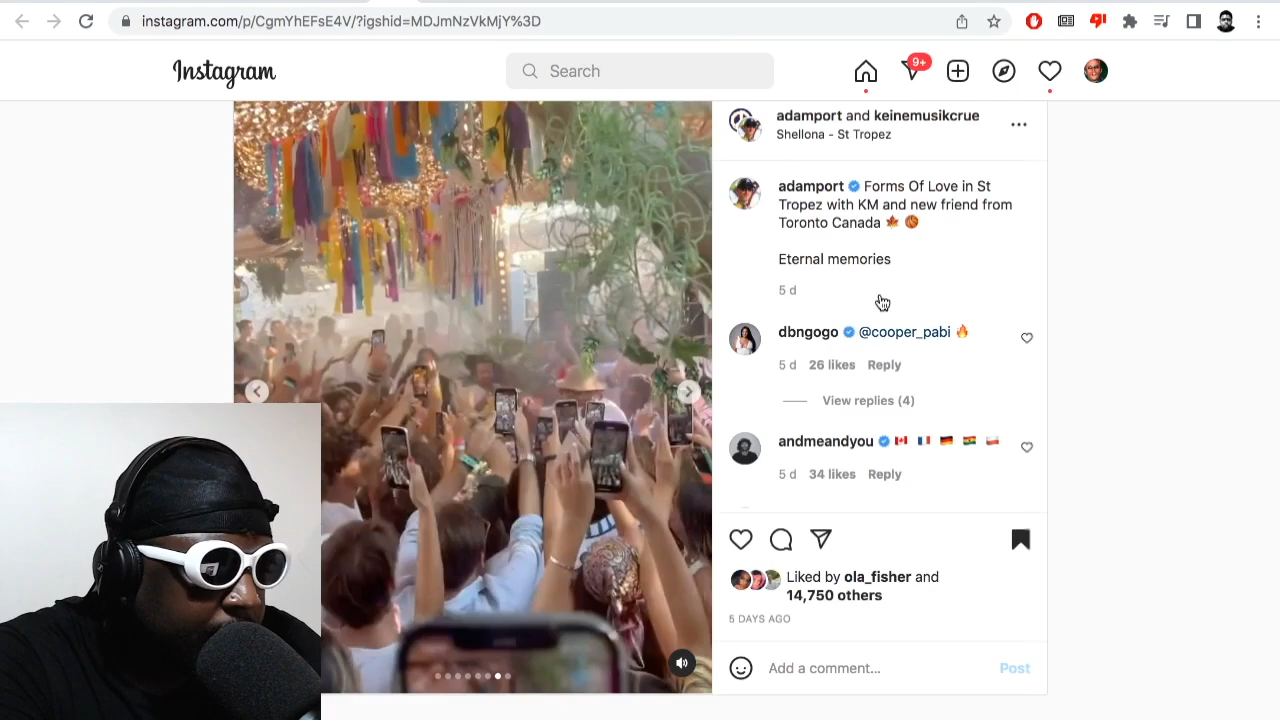 instagram.com/p/CgmYhEFsE4V/?igshid=MDJmNzVkMjY%3D
Instagram
Search
9+
adamport and keinemusikcrue
Shellona - St Tropez
adamport Forms Of Love in St
Tropez with KM and new friend from
Toronto Canada 🍁 🏀
Eternal memories
5 d
dbngogo @cooper_pabi 🔥
5 d 26 likes Reply
View replies (4)
andmeandyou 🇨🇦 🇫🇷 🇩🇪 🇬🇭 🇵🇱
5 d 34 likes Reply
Liked by ola_fisher and
14,750 others
5 DAYS AGO
Add a comment...
Post